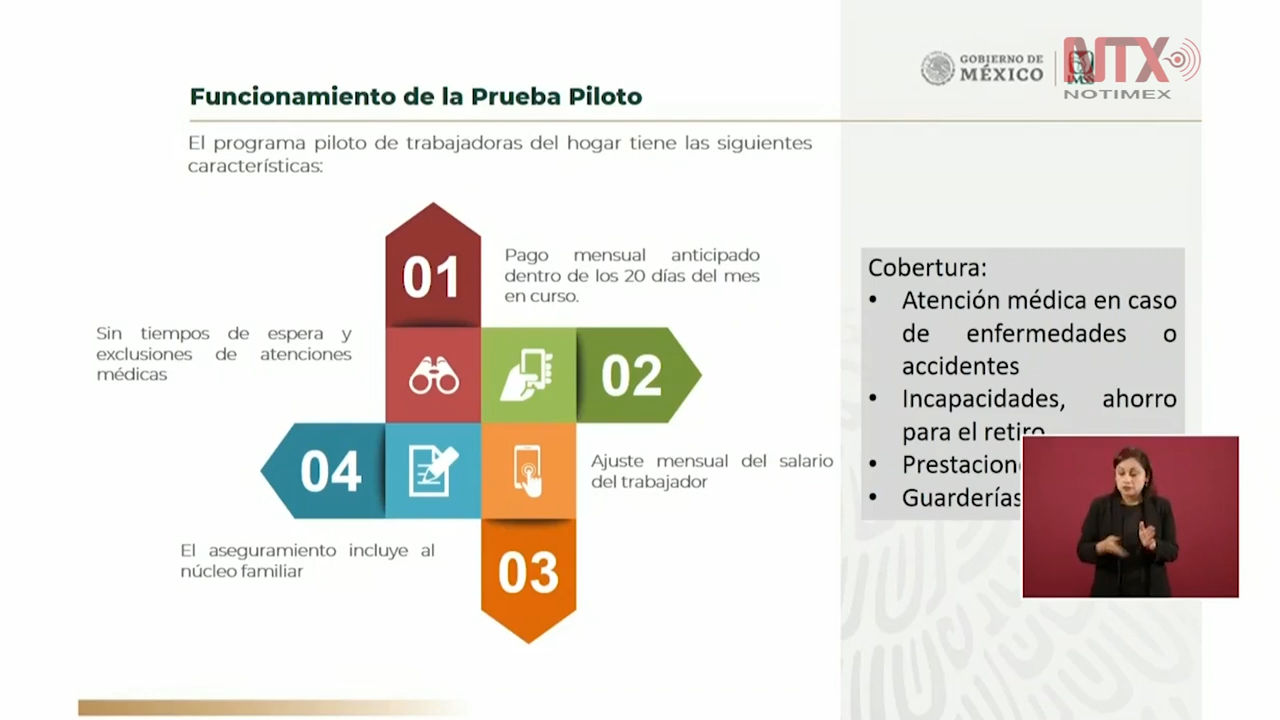 GOBIERNO DE
MÉXICO
NTX
NOTIMEX
Funcionamiento de la Prueba Piloto
El programa piloto de trabajadoras del hogar tiene las siguientes
características:
01
Pago mensual anticipado
dentro de los 20 días del mes
en curso.
Sin tiempos de espera y
exclusiones de atenciones
médicas
02
04
Ajuste mensual del salario
del trabajador
El aseguramiento incluye al
núcleo familiar
03
Cobertura:
• Atención médica en caso
de enfermedades o
accidentes
• Incapacidades, ahorro
para el retiro
•
• Guarderías